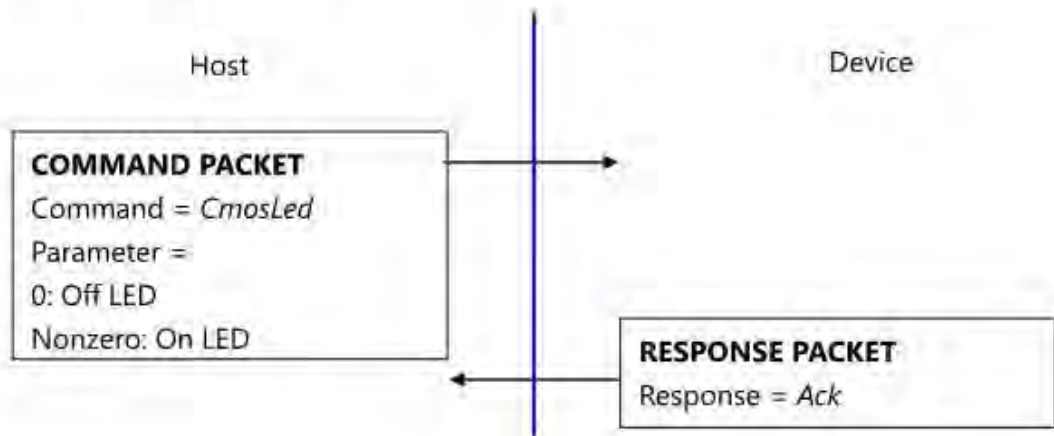 Host
Device
COMMAND PACKET
Command = CmosLed
Parameter =
0: Off LED
Nonzero: On LED
RESPONSE PACKET
Response = Ack